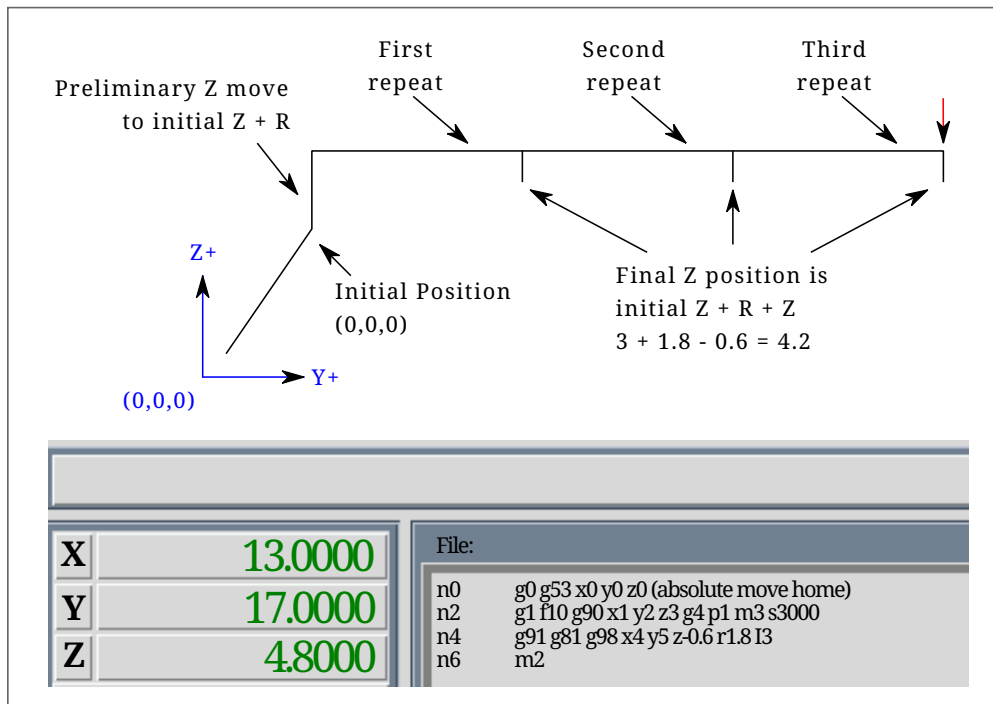 First
repeat
Second
repeat
Third
repeat
Preliminary Z move
to initial Z + R
Z+
Initial Position
(0,0,0)
Final Z position is
initial Z + R + Z
3 + 1.8 - 0.6 = 4.2
Y+
(0,0,0)
X 13.0000
Y 17.0000
Z 4.8000
File:
n0 g0 g53 x0 y0 z0 (absolute move home)
n2 g1 f10 g90 x1 y2 z3 g4 p1 m3 s3000
n4 g91 g81 g98 x4 y5 z-0.6 r1.8 I3
n6 m2